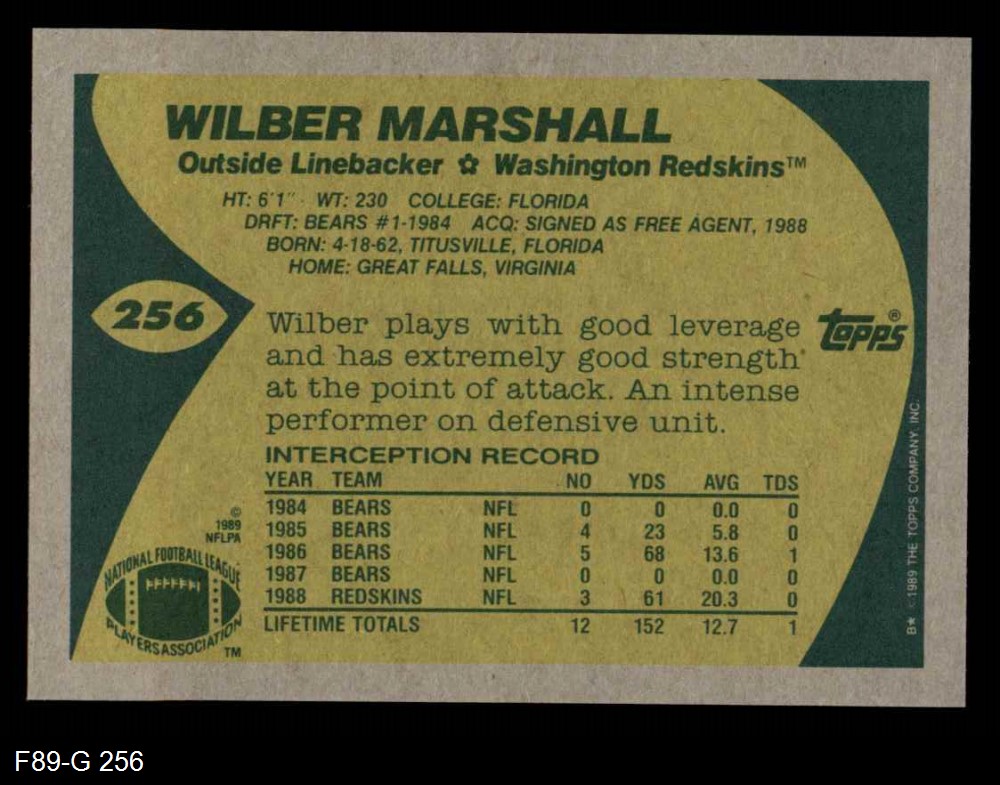 WILBER MARSHALL
Outside Linebacker ✿ Washington Redskins™
HT: 6'1" WT: 230 COLLEGE: FLORIDA
DRFT: BEARS #1-1984 ACQ: SIGNED AS FREE AGENT, 1988
BORN: 4-18-62, TITUSVILLE, FLORIDA
HOME: GREAT FALLS, VIRGINIA
256
Wilber plays with good leverage
and has extremely good strength
at the point of attack. An intense
performer on defensive unit.
topps®
INTERCEPTION RECORD
YEAR TEAM NO YDS AVG TDS
1984 BEARS NFL 0 0 0.0 0
1985 BEARS NFL 4 23 5.8 0
1986 BEARS NFL 5 68 13.6 1
1987 BEARS NFL 0 0 0.0 0
1988 REDSKINS NFL 3 61 20.3 0
LIFETIME TOTALS 12 152 12.7 1
©
1989
NFLPA
NATIONAL FOOTBALL LEAGUE
PLAYERS ASSOCIATION
TM
B* ©1989 THE TOPPS COMPANY, INC.
F89-G 256